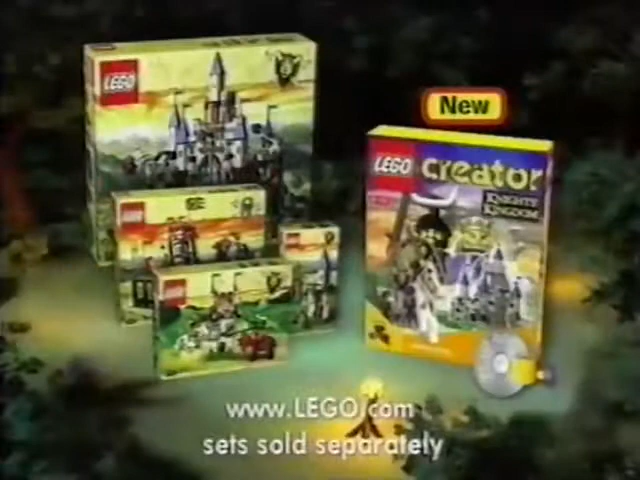 LEGO
New
LEGO creator
KNIGHTS'
KINGDOM
LEGO
LEGO
LEGO
www.LEGO.com
sets sold separately